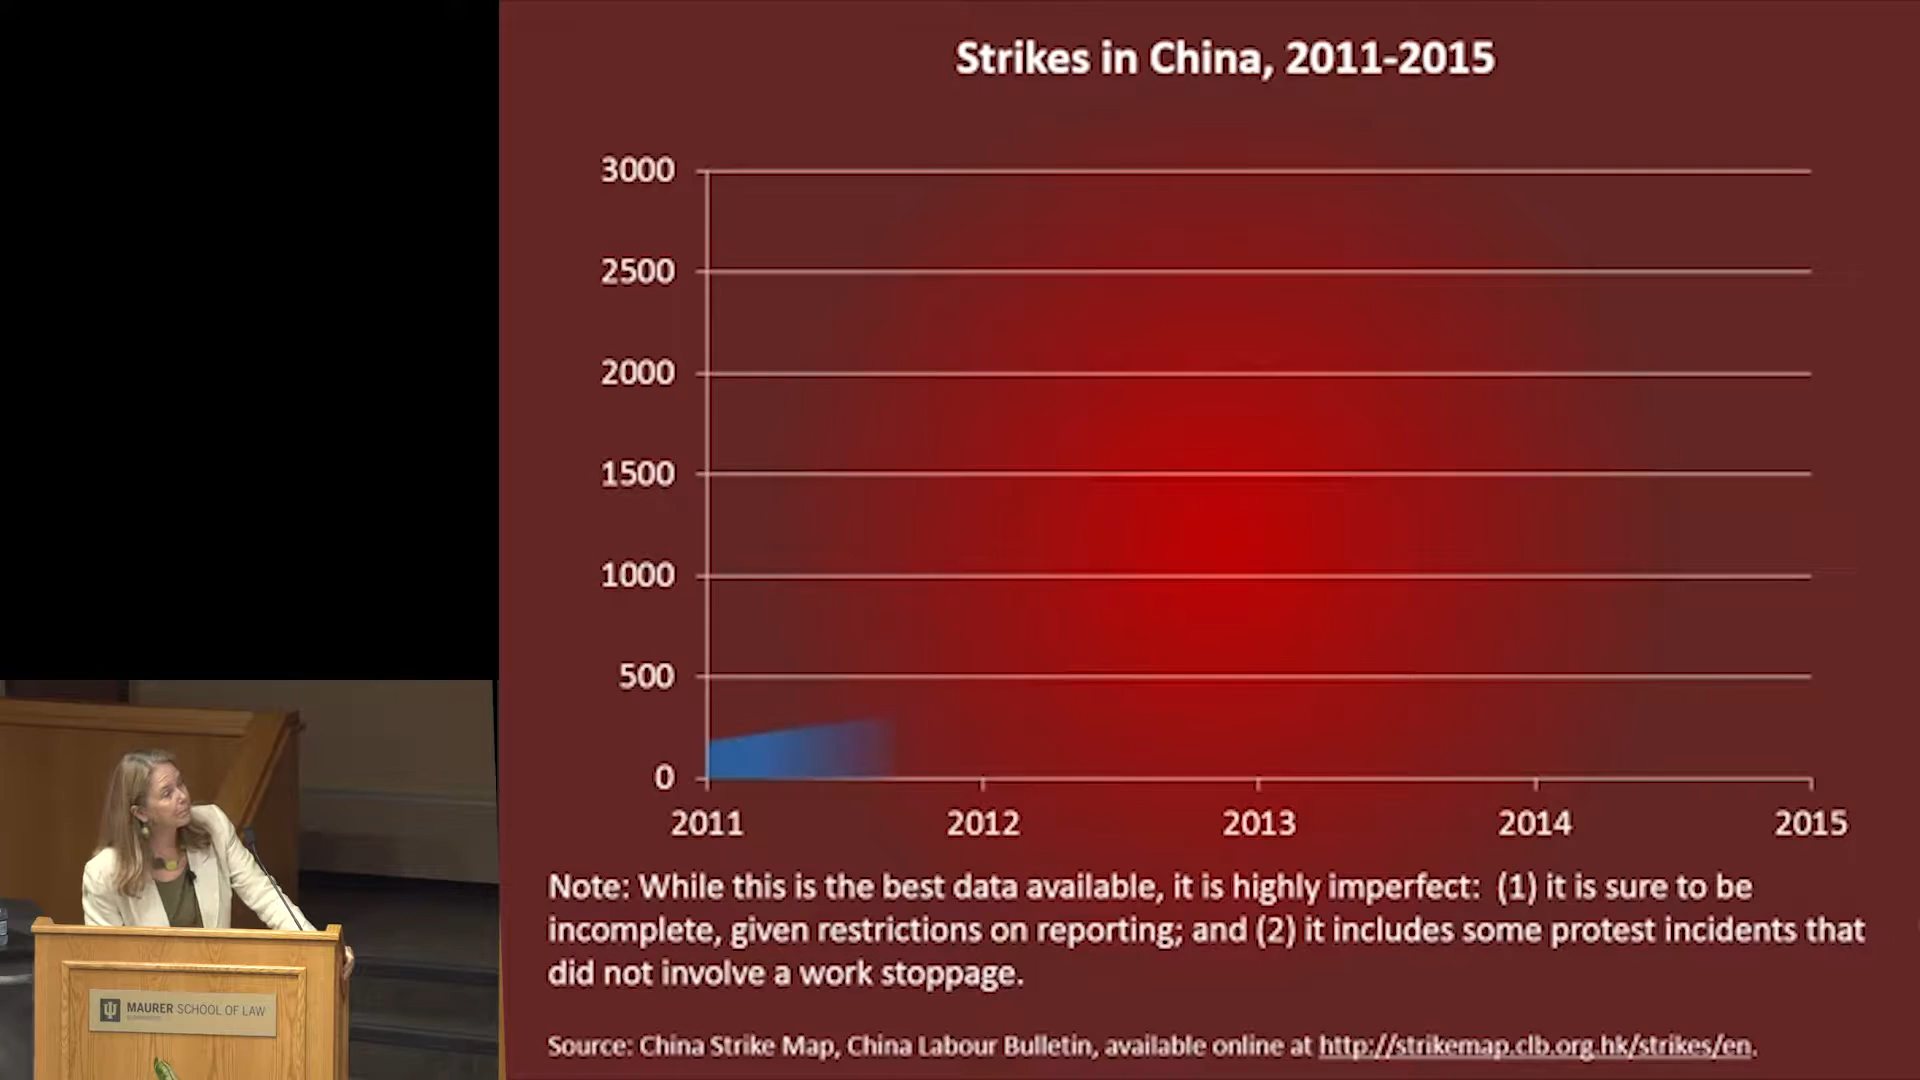 Strikes in China, 2011-2015
3000
2500
2000
1500
1000
500
0
2011 2012 2013 2014 2015
Note: While this is the best data available, it is highly imperfect: (1) it is sure to be
incomplete, given restrictions on reporting; and (2) it includes some protest incidents that
did not involve a work stoppage.
Source: China Strike Map, China Labour Bulletin, available online at http://strikemap.clb.org.hk/strikes/en.
MAURER SCHOOL OF LAW